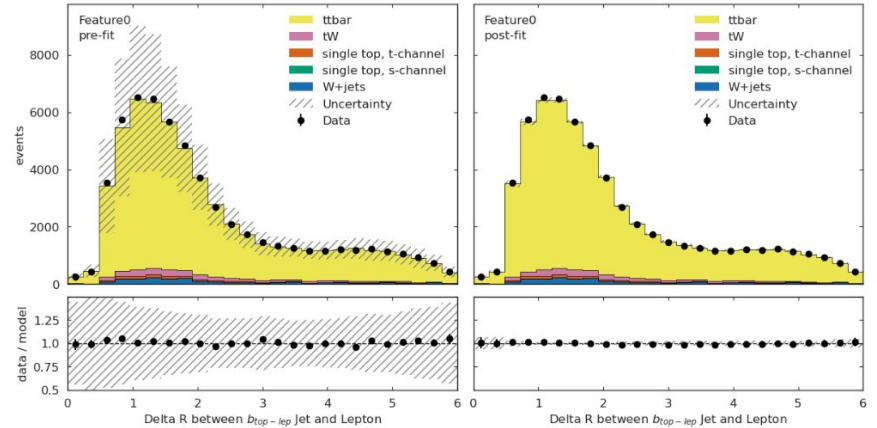 Feature0
pre-fit
ttbar
tW
single top, t-channel
single top, s-channel
W+jets
Uncertainty
Data
events
8000
6000
4000
2000
0
data / model
1.25
1.0
0.75
0.5
0 1 2 3 4 5 6
Delta R between b_{top-lep} Jet and Lepton
Feature0
post-fit
ttbar
tW
single top, t-channel
single top, s-channel
W+jets
Uncertainty
Data
1 2 3 4 5 6
Delta R between b_{top-lep} Jet and Lepton